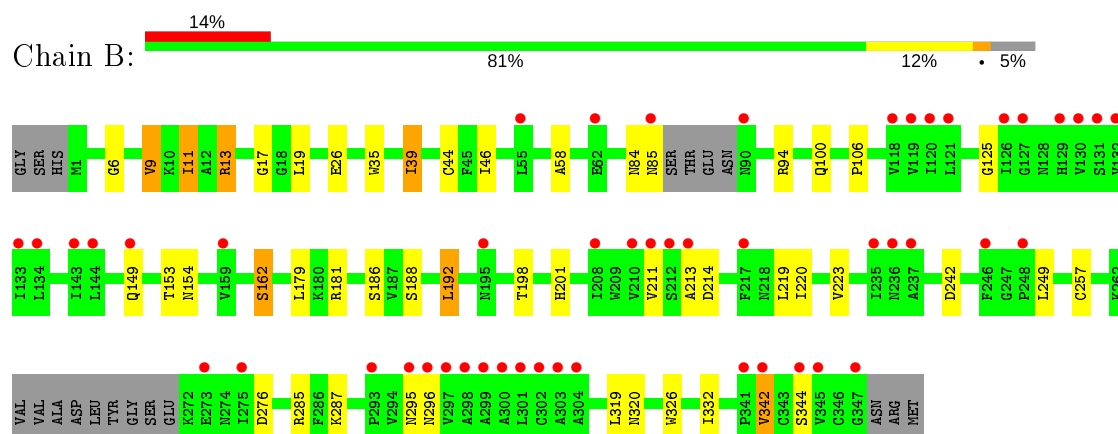 14%
Chain B:
81% 12% • 5%
GLY SER HIS M1 G6 V9 K10 I11 A12 R13 G17 G18 L19 E26 W35 I39 C44 F45 I46 L55 A58 E62 N84 N85 SER THR GLU ASN N90 R94 Q100 P106 V118 V119 I120 L121 G125 I126 G127 N128 H129 V130 S131 V132
I133 L134 I143 L144 Q149 T153 N154 V159 S162 L179 K180 R181 S186 V187 S188 L192 N195 T198 H201 I208 W209 V210 V211 S212 A213 D214 F217 N218 L219 I220 V223 I235 N236 A237 D242 F246 G247 P248 L249 C257 K262
VAL VAL ALA ASP LEU TYR GLY SER GLU K272 E273 N274 I275 D276 R285 F286 K287 P293 V294 N295 N296 V297 A298 A299 A300 L301 C302 A303 A304 L319 N320 W326 I332 P341 V342 C343 S344 V345 C346 G347 ASN ARG MET